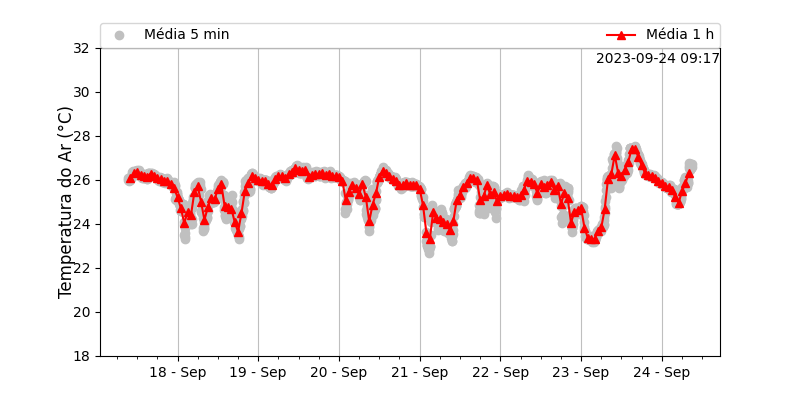 Média 5 min
Média 1 h
2023-09-24 09:17
Temperatura do Ar (°C)
32
30
28
26
24
22
20
18
18 - Sep
19 - Sep
20 - Sep
21 - Sep
22 - Sep
23 - Sep
24 - Sep